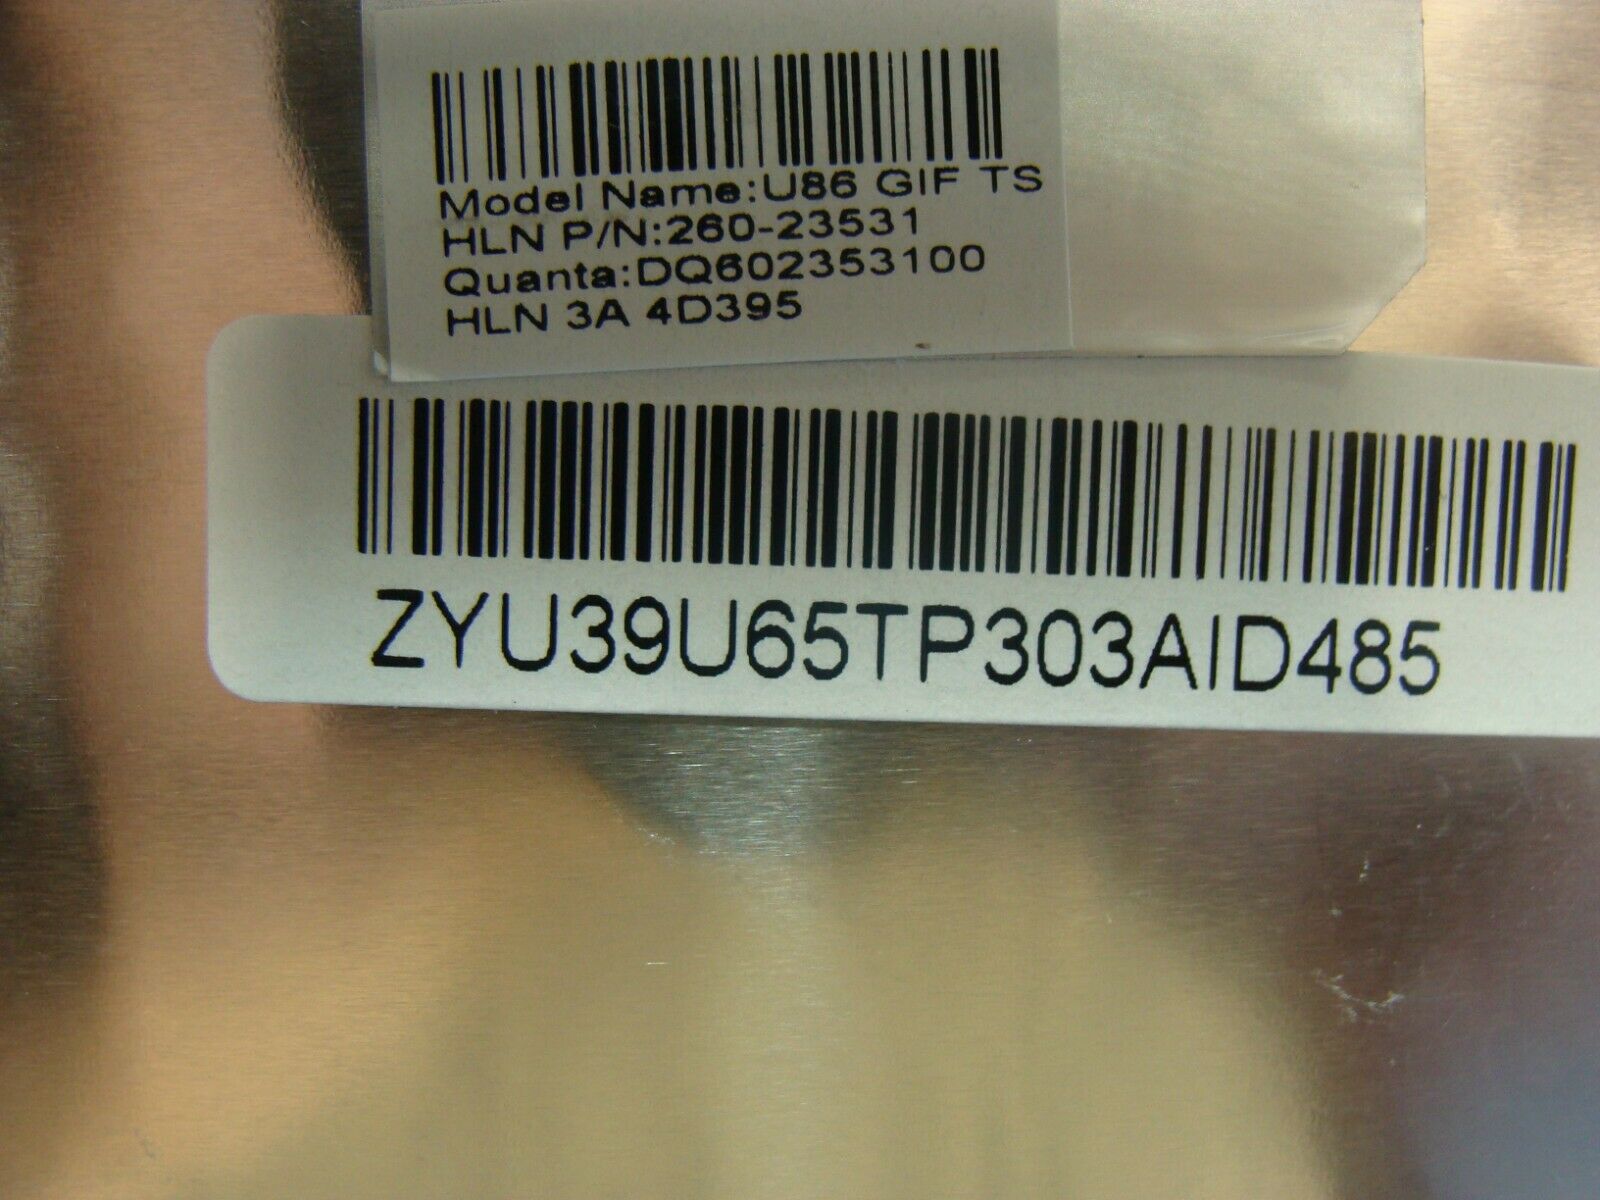 Model Name:U86 GIF TS
HLN P/N:260-23531
Quanta:DQ602353100
HLN 3A 4D395
ZYU39U65TP303AID485